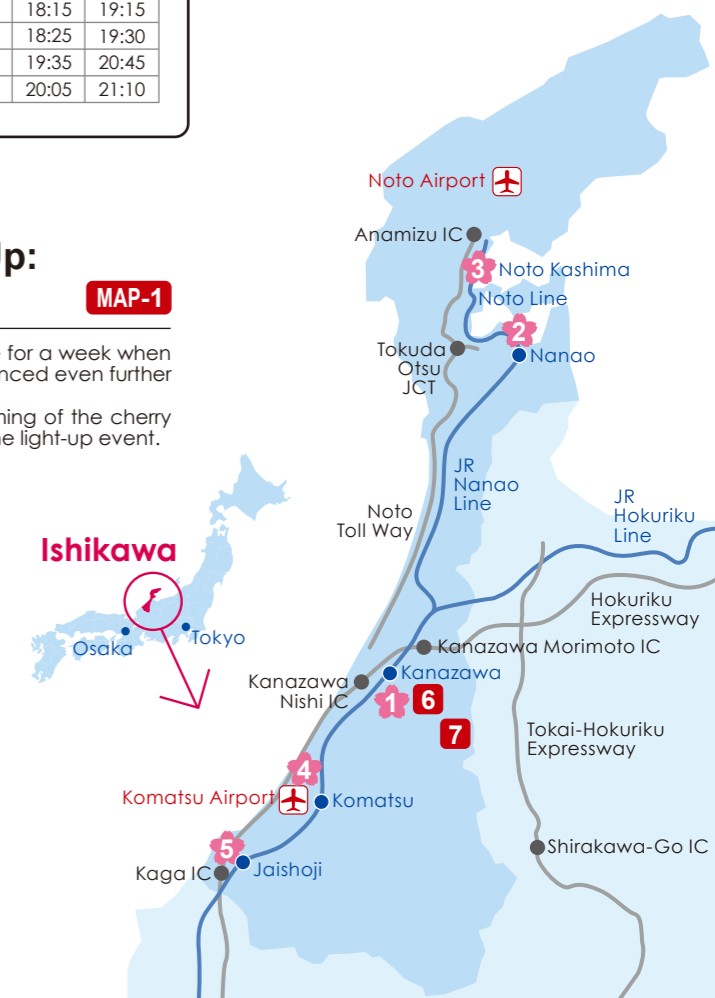 18:15 19:15
18:25 19:30
19:35 20:45
20:05 21:10
p:
MAP-1
for a week when
nced even further
ning of the cherry
e light-up event.
Noto Airport
Anamizu IC
3 Noto Kashima
Noto Line
2
Tokuda
Otsu
JCT
Nanao
JR
Nanao
Line
Noto
Toll Way
JR
Hokuriku
Line
Ishikawa
Osaka
Tokyo
Hokuriku
Expressway
Kanazawa Morimoto IC
Kanazawa
Kanazawa
Nishi IC
1 6
7
Tokai-Hokuriku
Expressway
4
Komatsu Airport
Komatsu
5
Kaga IC
Jaishoji
Shirakawa-Go IC